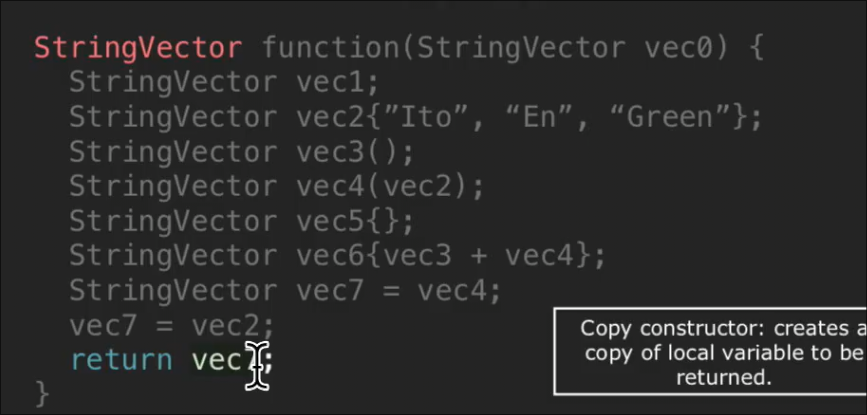 StringVector function(StringVector vec0) {
StringVector vec1;
StringVector vec2{”Ito”, “En”, “Green”};
StringVector vec3();
StringVector vec4(vec2);
StringVector vec5{};
StringVector vec6{vec3 + vec4};
StringVector vec7 = vec4;
vec7 = vec2;
return vec7;
}
Copy constructor: creates a
copy of local variable to be
returned.